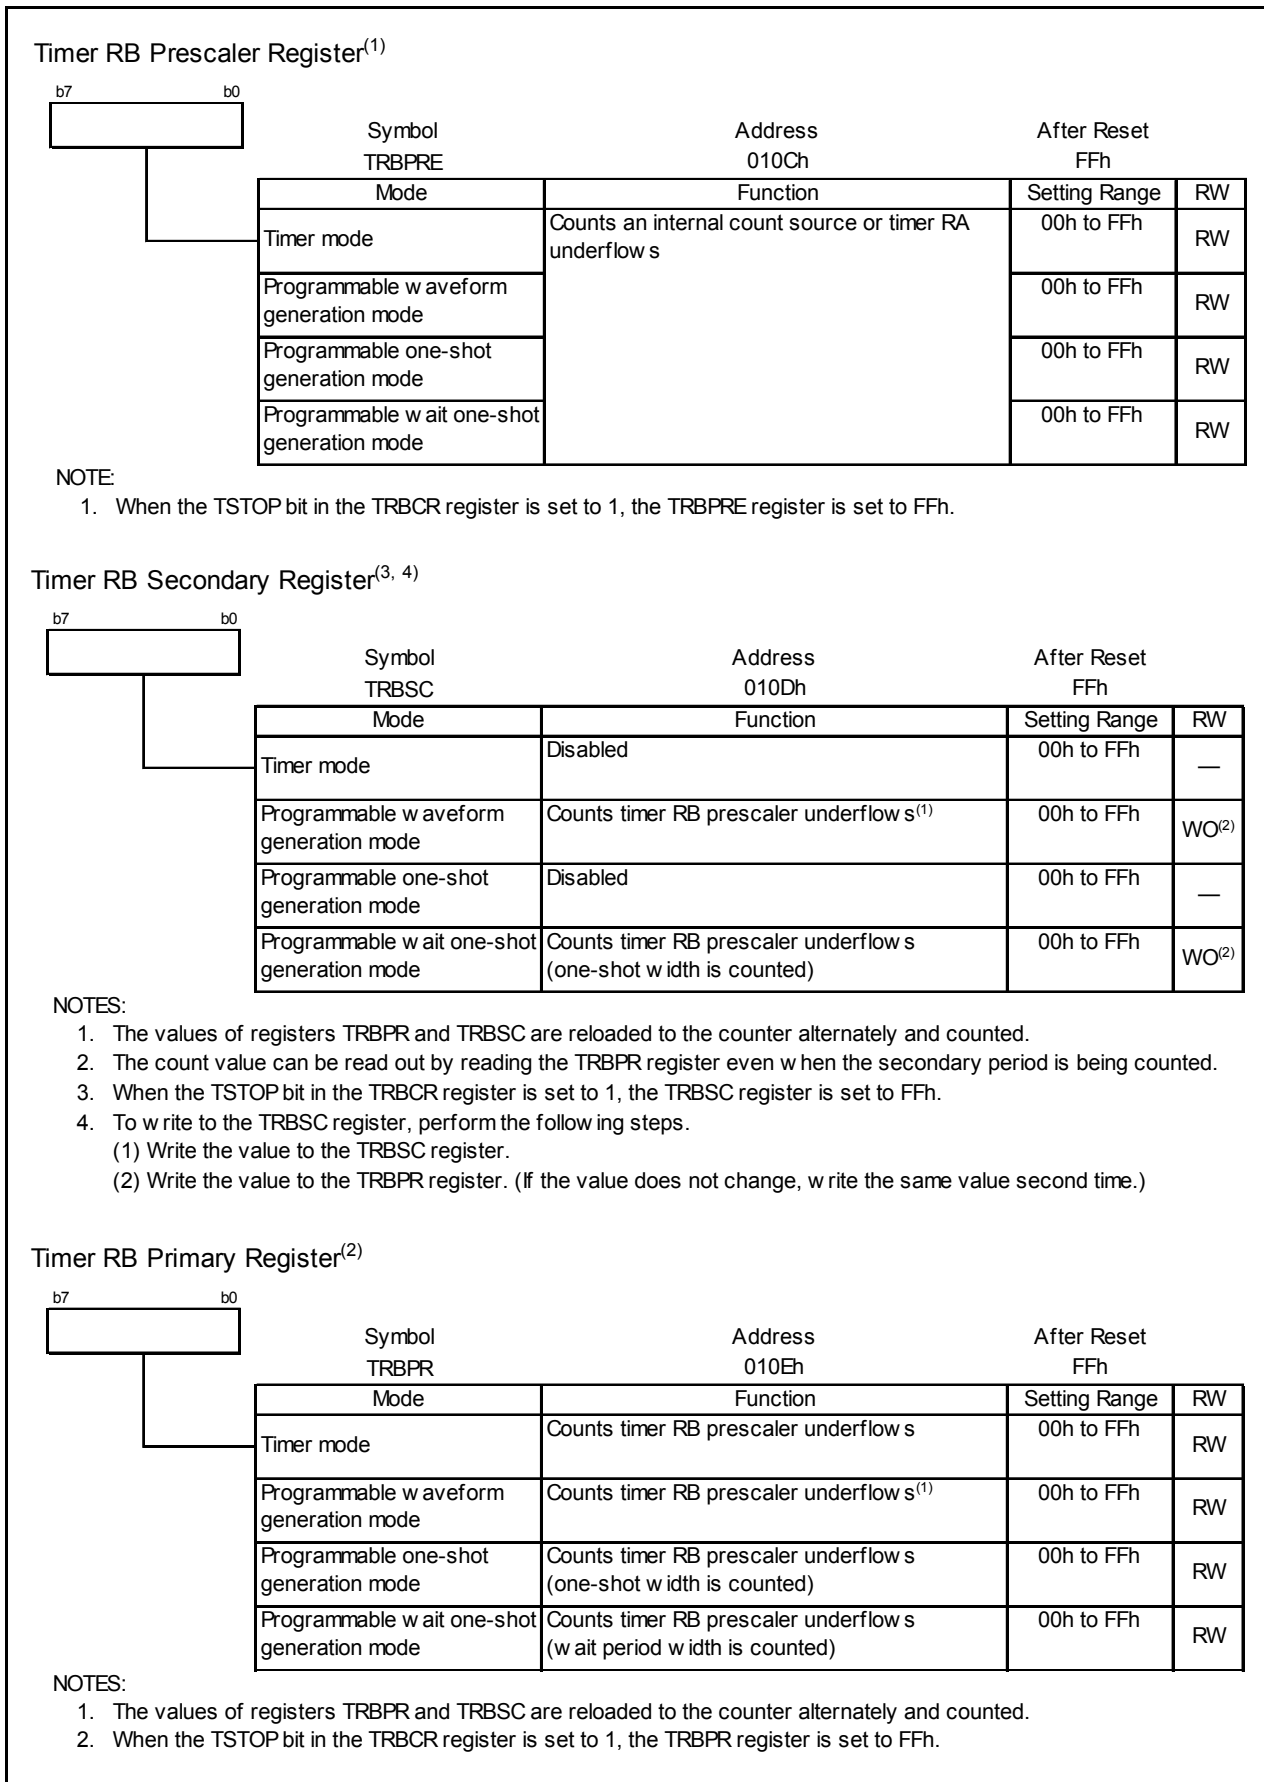 Timer RB Prescaler Register(1)
b7 b0
Symbol Address After Reset
TRBPRE 010Ch FFh
Mode Function Setting Range RW
Timer mode Counts an internal count source or timer RA underflows 00h to FFh RW
Programmable waveform generation mode 00h to FFh RW
Programmable one-shot generation mode 00h to FFh RW
Programmable wait one-shot generation mode 00h to FFh RW
NOTE:
1. When the TSTOP bit in the TRBCR register is set to 1, the TRBPRE register is set to FFh.
Timer RB Secondary Register(3, 4)
b7 b0
Symbol Address After Reset
TRBSC 010Dh FFh
Mode Function Setting Range RW
Timer mode Disabled 00h to FFh —
Programmable waveform generation mode Counts timer RB prescaler underflows(1) 00h to FFh WO(2)
Programmable one-shot generation mode Disabled 00h to FFh —
Programmable wait one-shot generation mode Counts timer RB prescaler underflows (one-shot width is counted) 00h to FFh WO(2)
NOTES:
1. The values of registers TRBPR and TRBSC are reloaded to the counter alternately and counted.
2. The count value can be read out by reading the TRBPR register even when the secondary period is being counted.
3. When the TSTOP bit in the TRBCR register is set to 1, the TRBSC register is set to FFh.
4. To write to the TRBSC register, perform the following steps.
(1) Write the value to the TRBSC register.
(2) Write the value to the TRBPR register. (If the value does not change, write the same value second time.)
Timer RB Primary Register(2)
b7 b0
Symbol Address After Reset
TRBPR 010Eh FFh
Mode Function Setting Range RW
Timer mode Counts timer RB prescaler underflows 00h to FFh RW
Programmable waveform generation mode Counts timer RB prescaler underflows(1) 00h to FFh RW
Programmable one-shot generation mode Counts timer RB prescaler underflows (one-shot width is counted) 00h to FFh RW
Programmable wait one-shot generation mode Counts timer RB prescaler underflows (wait period width is counted) 00h to FFh RW
NOTES:
1. The values of registers TRBPR and TRBSC are reloaded to the counter alternately and counted.
2. When the TSTOP bit in the TRBCR register is set to 1, the TRBPR register is set to FFh.